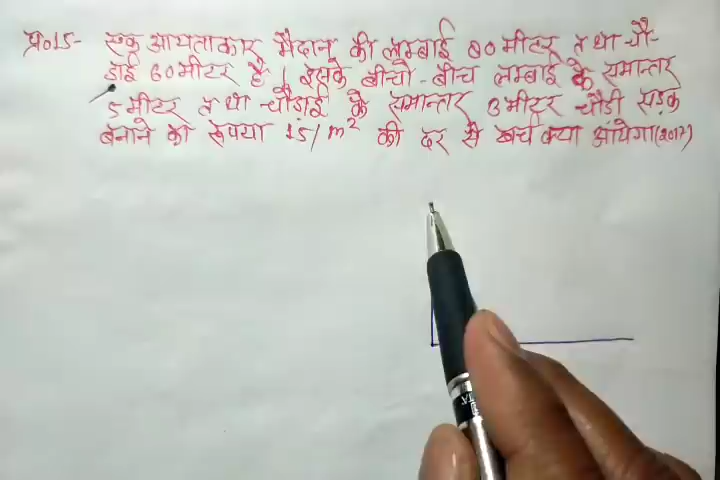 प्र०15- एक आयताकार मैदान की लम्बाई 80 मीटर तथा चौ-
ड़ाई 60 मीटर है । इसके बीचो - बीच लम्बाई के समान्तर
5 मीटर तथा चौड़ाई के समान्तर 3 मीटर चौड़ी सड़क
बनाने का रूपया 15/m² की दर से खर्च क्या आयेगा (2017)